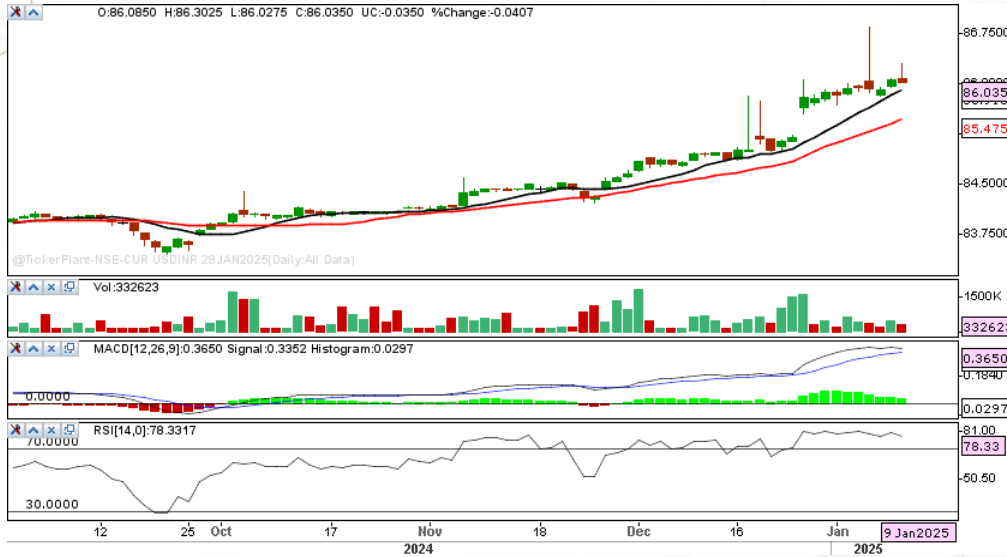 O:86.0850 H:86.3025 L:86.0275 C:86.0350 UC:-0.0350 %Change:-0.0407
86.7500
86.035
85.475
84.5000
83.7500
@TickerPlant-NSE-CUR USDINR 29JAN2025(Daily:All Data)
Vol:332623
1500K
33262
MACD[12,26,9]:0.3650 Signal:0.3352 Histogram:0.0297
0.3650
0.1840
0.0000
0.0297
RSI[14,0]:78.3317
81.00
70.0000
78.33
50.50
30.0000
12 25 Oct 17 Nov 18 Dec 16 Jan 9Jan2025
2024 2025